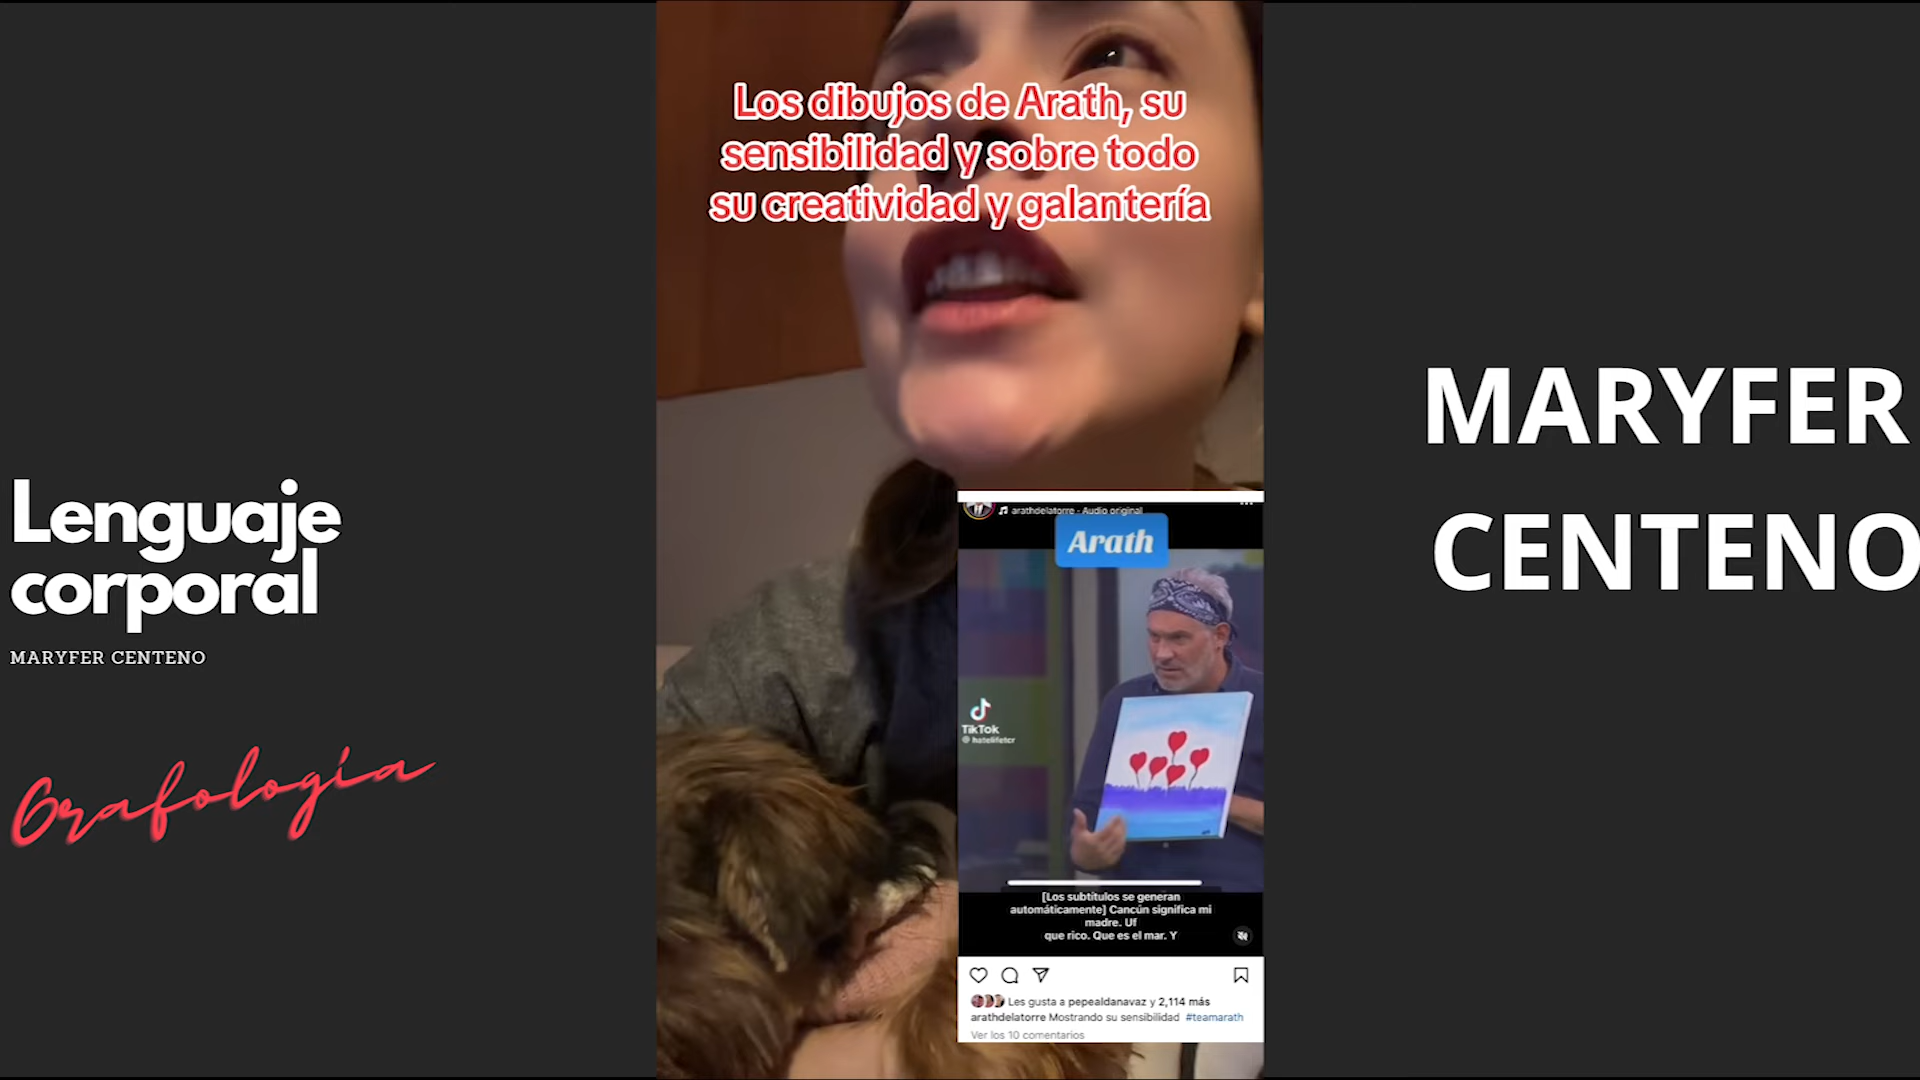 Los dibujos de Arath, su
sensibilidad y sobre todo
su creatividad y galantería
Lenguaje
corporal
MARYFER CENTENO
Grafología
MARYFER
CENTENO
arathdelatorre - Audio original
Arath
TikTok
@ hatelifetcr
[Los subtítulos se generan
automáticamente] Cancún significa mi
madre. Uf
que rico. Que es el mar. Y
Les gusta a pepealdanavaz y 2,114 más
arathdelatorre Mostrando su sensibilidad #teamarath
Ver los 10 comentarios